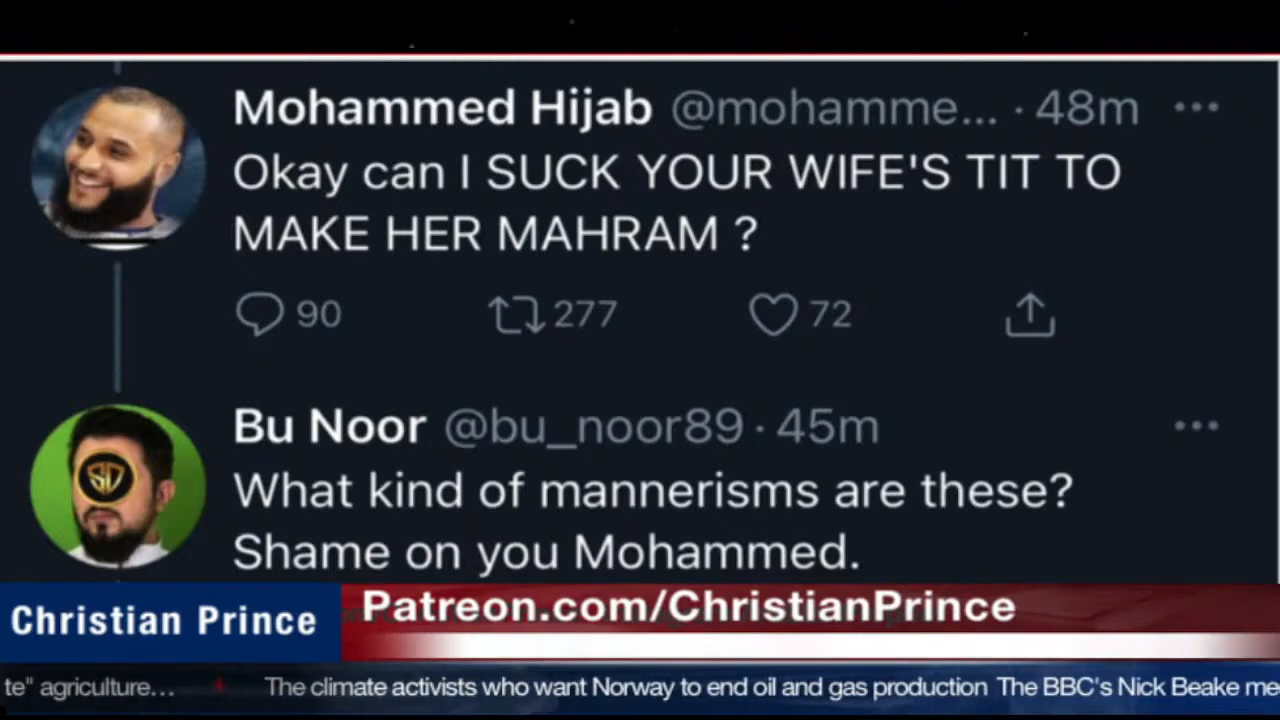 Mohammed Hijab @mohamme... · 48m
Okay can I SUCK YOUR WIFE'S TIT TO
MAKE HER MAHRAM ?
90 277 72
Bu Noor @bu_noor89 · 45m
What kind of mannerisms are these?
Shame on you Mohammed.
Christian Prince
Patreon.com/ChristianPrince
te" agriculture... The climate activists who want Norway to end oil and gas production The BBC's Nick Beake me